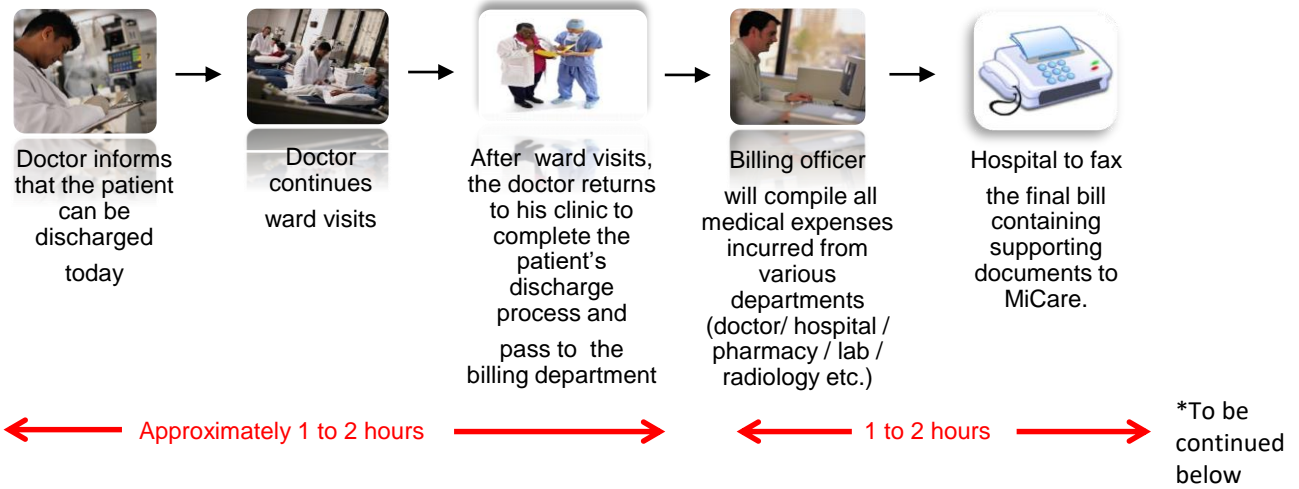 Doctor informs
that the patient
can be
discharged
today
Doctor
continues
ward visits
After ward visits,
the doctor returns
to his clinic to
complete the
patient's
discharge
process and
pass to the
billing department
Billing officer
will compile all
medical expenses
incurred from
various
departments
(doctor/ hospital /
pharmacy / lab /
radiology etc.)
Hospital to fax
the final bill
containing
supporting
documents to
MiCare.
Approximately 1 to 2 hours
1 to 2 hours
*To be
continued
below